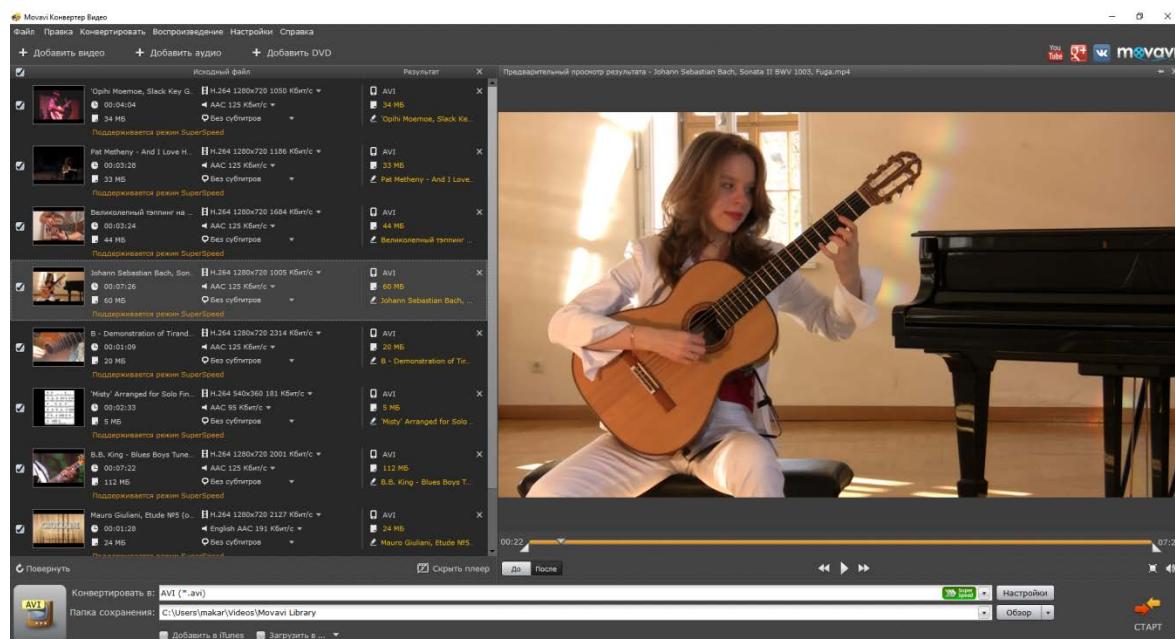 Movavi Конвертер Видео
Файл Правка Конвертировать Воспроизведение Настройки Справка
+ Добавить видео + Добавить аудио + Добавить DVD
You Tube g+ movavi
Исходный файл Результат X
Предварительный просмотр результата - Johann Sebastian Bach, Sonata II BWV 1003, Fuga.mp4
'Opihi Moemoe, Slack Key G.. H.264 1280x720 1050 Кбит/с AVI
00:04:04 AAC 125 Кбит/с 34 МБ
34 МБ Без субтитров 'Opihi Moemoe, Slack Ke..
Поддерживается режим SuperSpeed
Pat Metheny - And I Love H... H.264 1280x720 1186 Кбит/с AVI
00:03:28 AAC 125 Кбит/с 33 МБ
33 МБ Без субтитров Pat Metheny - And I Love..
Поддерживается режим SuperSpeed
Великолепный тэппинг на ... H.264 1280x720 1684 Кбит/с AVI
00:03:24 AAC 125 Кбит/с 44 МБ
44 МБ Без субтитров Великолепный тэппинг ...
Поддерживается режим SuperSpeed
Johann Sebastian Bach, Son.. H.264 1280x720 1005 Кбит/с AVI
00:07:26 AAC 125 Кбит/с 60 МБ
60 МБ Без субтитров Johann Sebastian Bach, ...
Поддерживается режим SuperSpeed
B - Demonstration of Tirand.. H.264 1280x720 2314 Кбит/с AVI
00:01:09 AAC 125 Кбит/с 20 МБ
20 МБ Без субтитров B - Demonstration of Tir..
Поддерживается режим SuperSpeed
'Misty' Arranged for Solo Fin.. H.264 540x360 181 Кбит/с AVI
00:02:33 AAC 95 Кбит/с 5 МБ
5 МБ Без субтитров 'Misty' Arranged for Solo ..
Поддерживается режим SuperSpeed
B.B. King - Blues Boys Tune.. H.264 1280x720 2001 Кбит/с AVI
00:07:22 AAC 125 Кбит/с 112 МБ
112 МБ Без субтитров B.B. King - Blues Boys T..
Поддерживается режим SuperSpeed
Mauro Giuliani, Etude №5 (о.. H.264 1280x720 2127 Кбит/с AVI
00:01:28 English AAC 191 Кбит/с 24 МБ
24 МБ Без субтитров Mauro Giuliani, Etude №5..
Поддерживается режим SuperSpeed
00:22 07:2
Повернуть Скрыть плеер До После
Конвертировать в: AVI (*.avi) Super Speed Настройки
AVI
Папка сохранения: C:\Users\makar\Videos\Movavi Library Обзор
Добавить в iTunes Загрузить в ...
СТАРТ